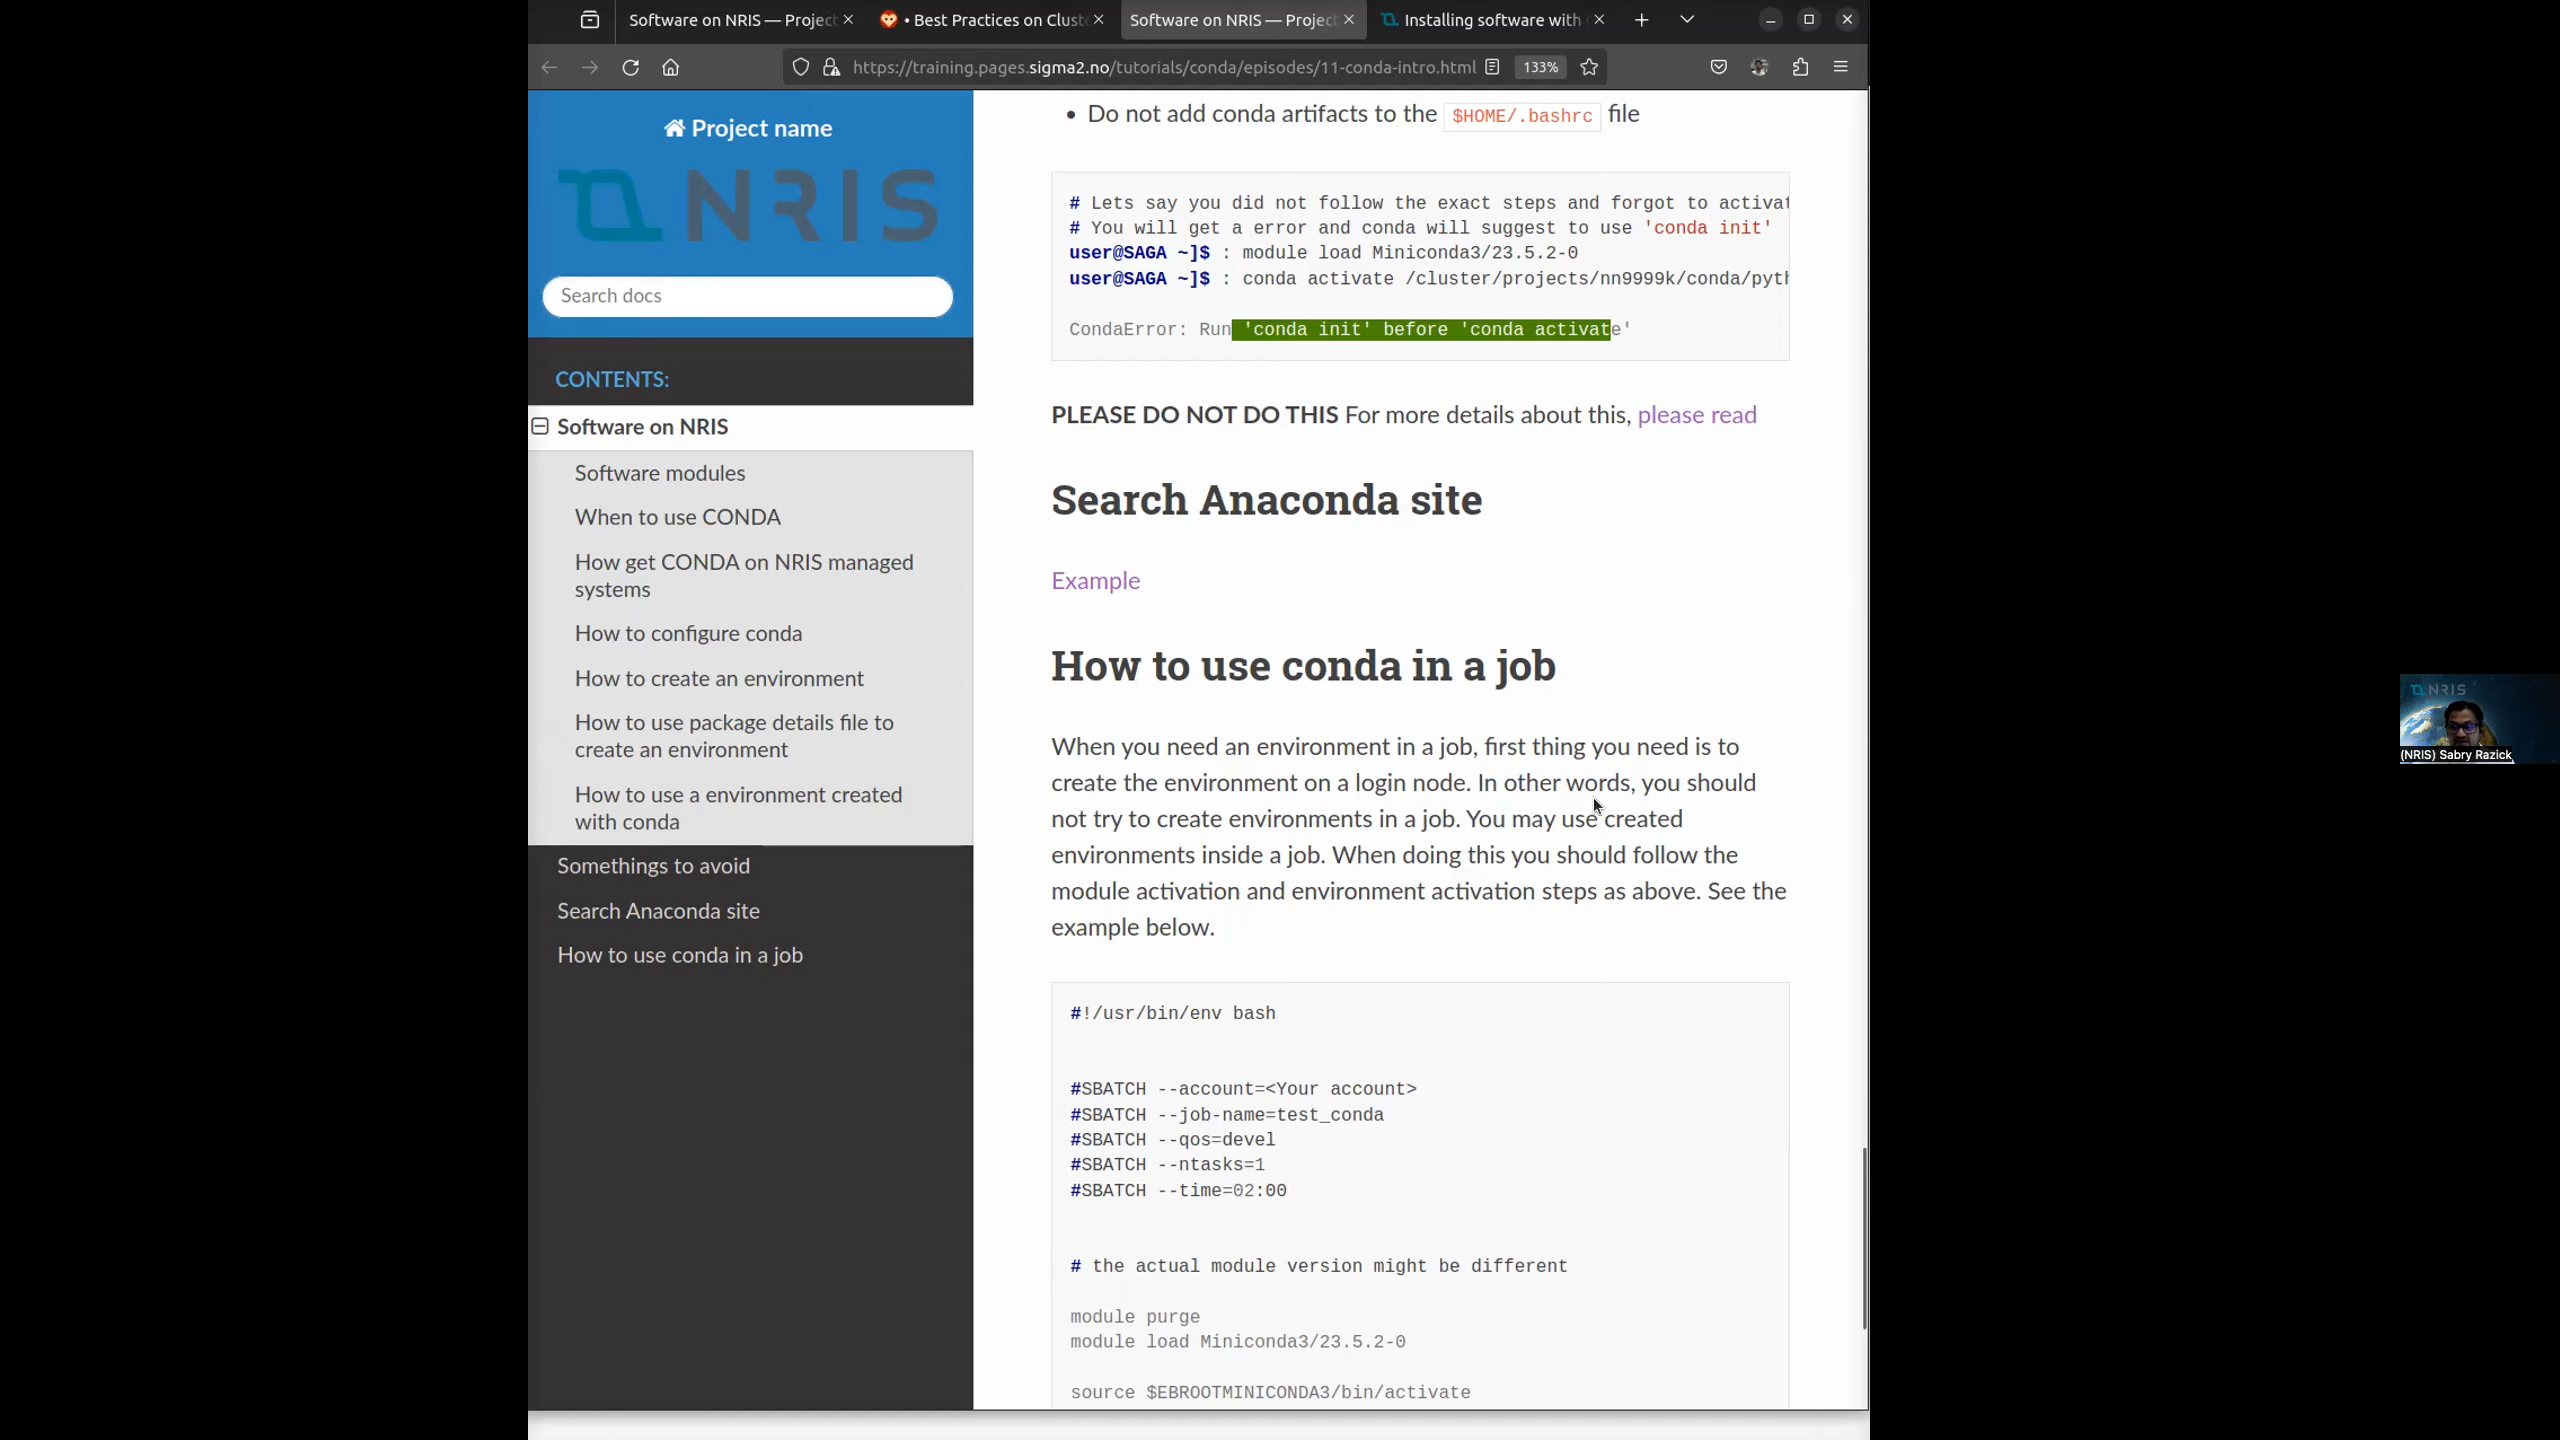 Software on NRIS — Project
• Best Practices on Clust
Software on NRIS — Project
Installing software with
https://training.pages.sigma2.no/tutorials/conda/episodes/11-conda-intro.html
133%
Project name
NRIS
Search docs
CONTENTS:
Software on NRIS
Software modules
When to use CONDA
How get CONDA on NRIS managed
systems
How to configure conda
How to create an environment
How to use package details file to
create an environment
How to use a environment created
with conda
Somethings to avoid
Search Anaconda site
How to use conda in a job
• Do not add conda artifacts to the $HOME/.bashrc file
# Lets say you did not follow the exact steps and forgot to activat
# You will get a error and conda will suggest to use 'conda init'
user@SAGA ~]$ : module load Miniconda3/23.5.2-0
user@SAGA ~]$ : conda activate /cluster/projects/nn9999k/conda/pyth
CondaError: Run 'conda init' before 'conda activate'
PLEASE DO NOT DO THIS For more details about this, please read
Search Anaconda site
Example
How to use conda in a job
When you need an environment in a job, first thing you need is to
create the environment on a login node. In other words, you should
not try to create environments in a job. You may use created
environments inside a job. When doing this you should follow the
module activation and environment activation steps as above. See the
example below.
#!/usr/bin/env bash
#SBATCH --account=<Your account>
#SBATCH --job-name=test_conda
#SBATCH --qos=devel
#SBATCH --ntasks=1
#SBATCH --time=02:00
# the actual module version might be different
module purge
module load Miniconda3/23.5.2-0
source $EBROOTMINICONDA3/bin/activate
NRIS
(NRIS) Sabry Razick